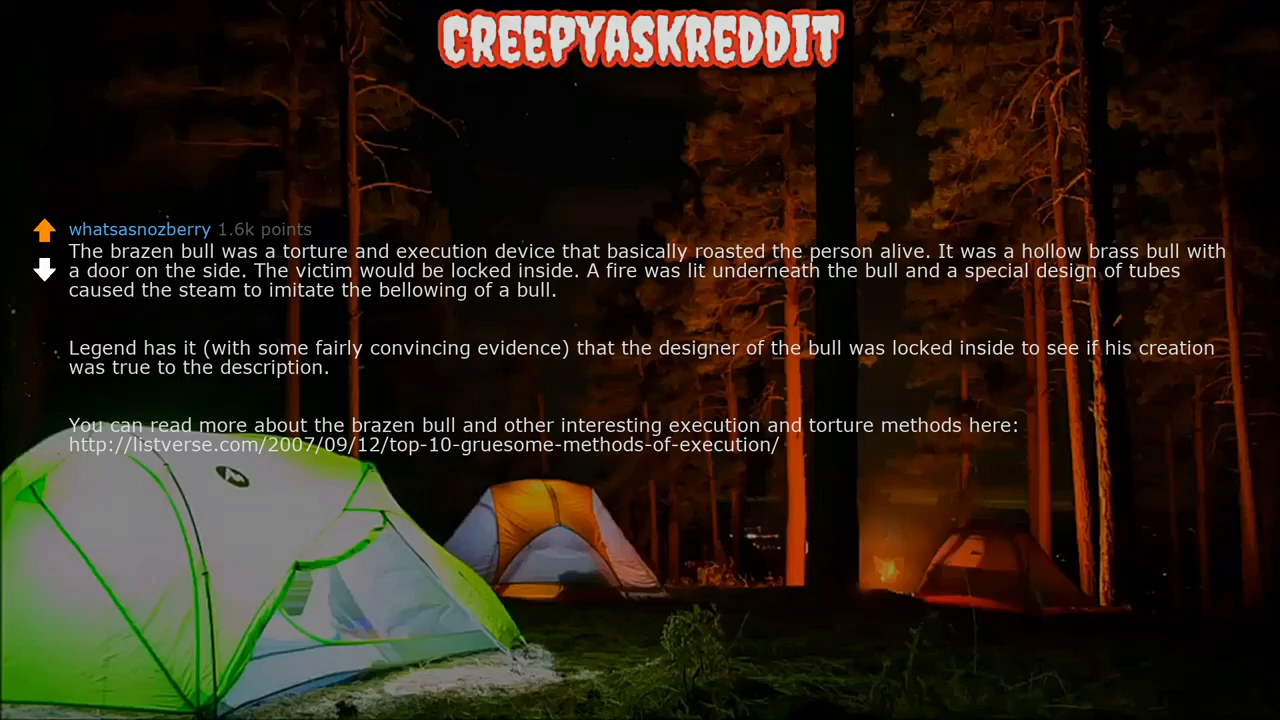 CREEPYASKREDDIT
whatsasnozberry 1.6k points
The brazen bull was a torture and execution device that basically roasted the person alive. It was a hollow brass bull with
a door on the side. The victim would be locked inside. A fire was lit underneath the bull and a special design of tubes
caused the steam to imitate the bellowing of a bull.
Legend has it (with some fairly convincing evidence) that the designer of the bull was locked inside to see if his creation
was true to the description.
You can read more about the brazen bull and other interesting execution and torture methods here:
http://listverse.com/2007/09/12/top-10-gruesome-methods-of-execution/